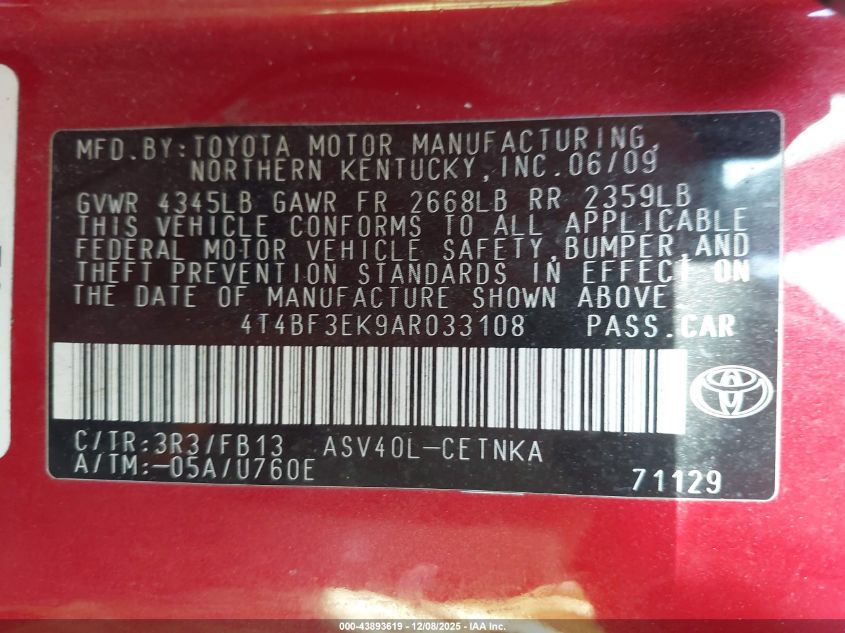 MFD.BY:TOYOTA MOTOR MANUFACTURING,
NORTHERN KENTUCKY,INC.06/09
GVWR 4345LB GAWR FR 2668LB RR 2359LB
THIS VEHICLE CONFORMS TO ALL APPLICABLE
FEDERAL MOTOR VEHICLE SAFETY,BUMPER,AND
THEFT PREVENTION STANDARDS IN EFFECT ON
THE DATE OF MANUFACTURE SHOWN ABOVE
4T4BF3EK9AR033108 PASS.CAR
C/TR:3R3/FB13 ASV40L-CETNKA
A/TM:-05A/U760E
71129
000-43893619 • 12/08/2025 • IAA Inc.